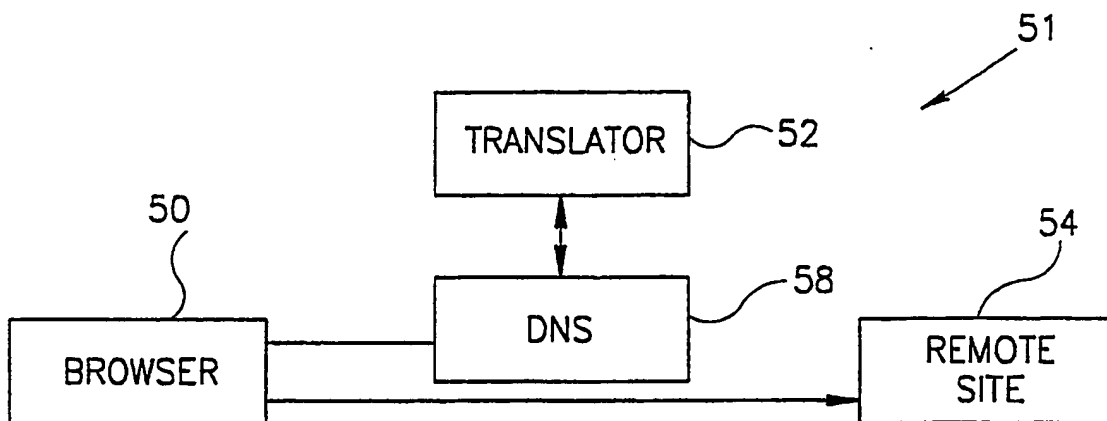 51
TRANSLATOR
52
50
54
58
DNS
BROWSER
REMOTE
SITE